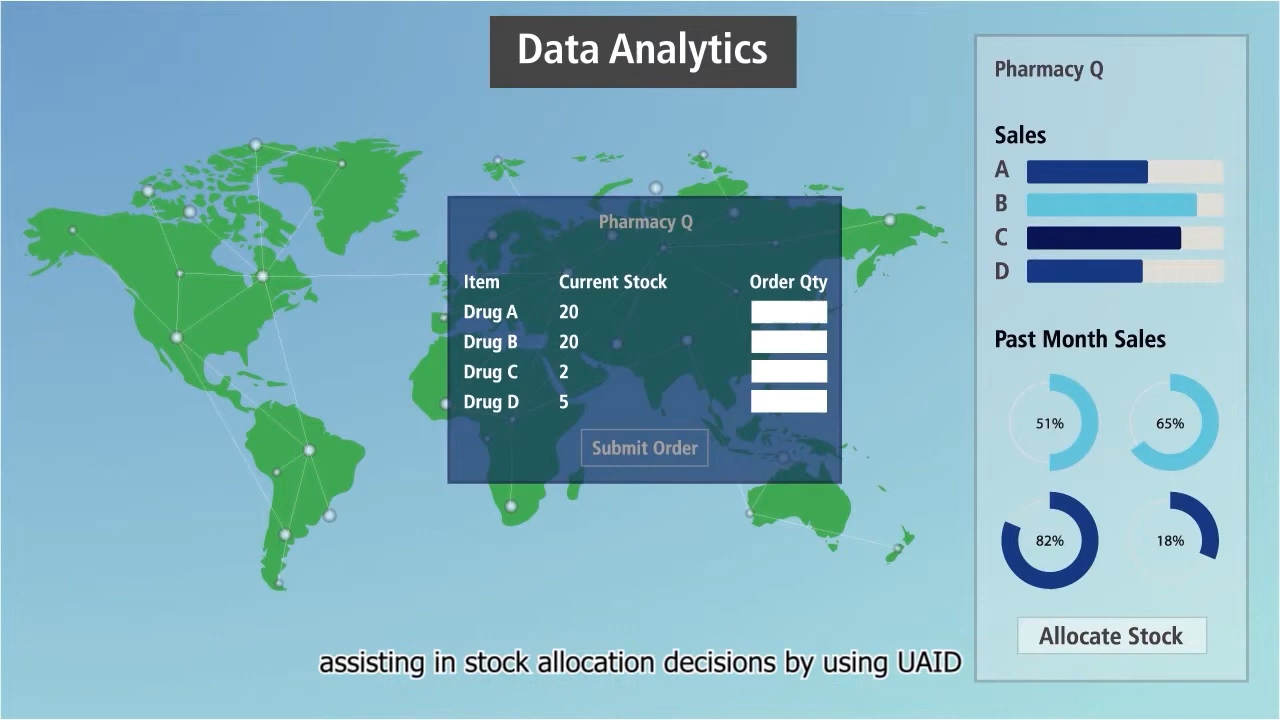 Data Analytics
Pharmacy Q
Item Current Stock Order Qty
Drug A 20
Drug B 20
Drug C 2
Drug D 5
Submit Order
Pharmacy Q
Sales
A
B
C
D
Past Month Sales
51% 65%
82% 18%
Allocate Stock
assisting in stock allocation decisions by using UAID